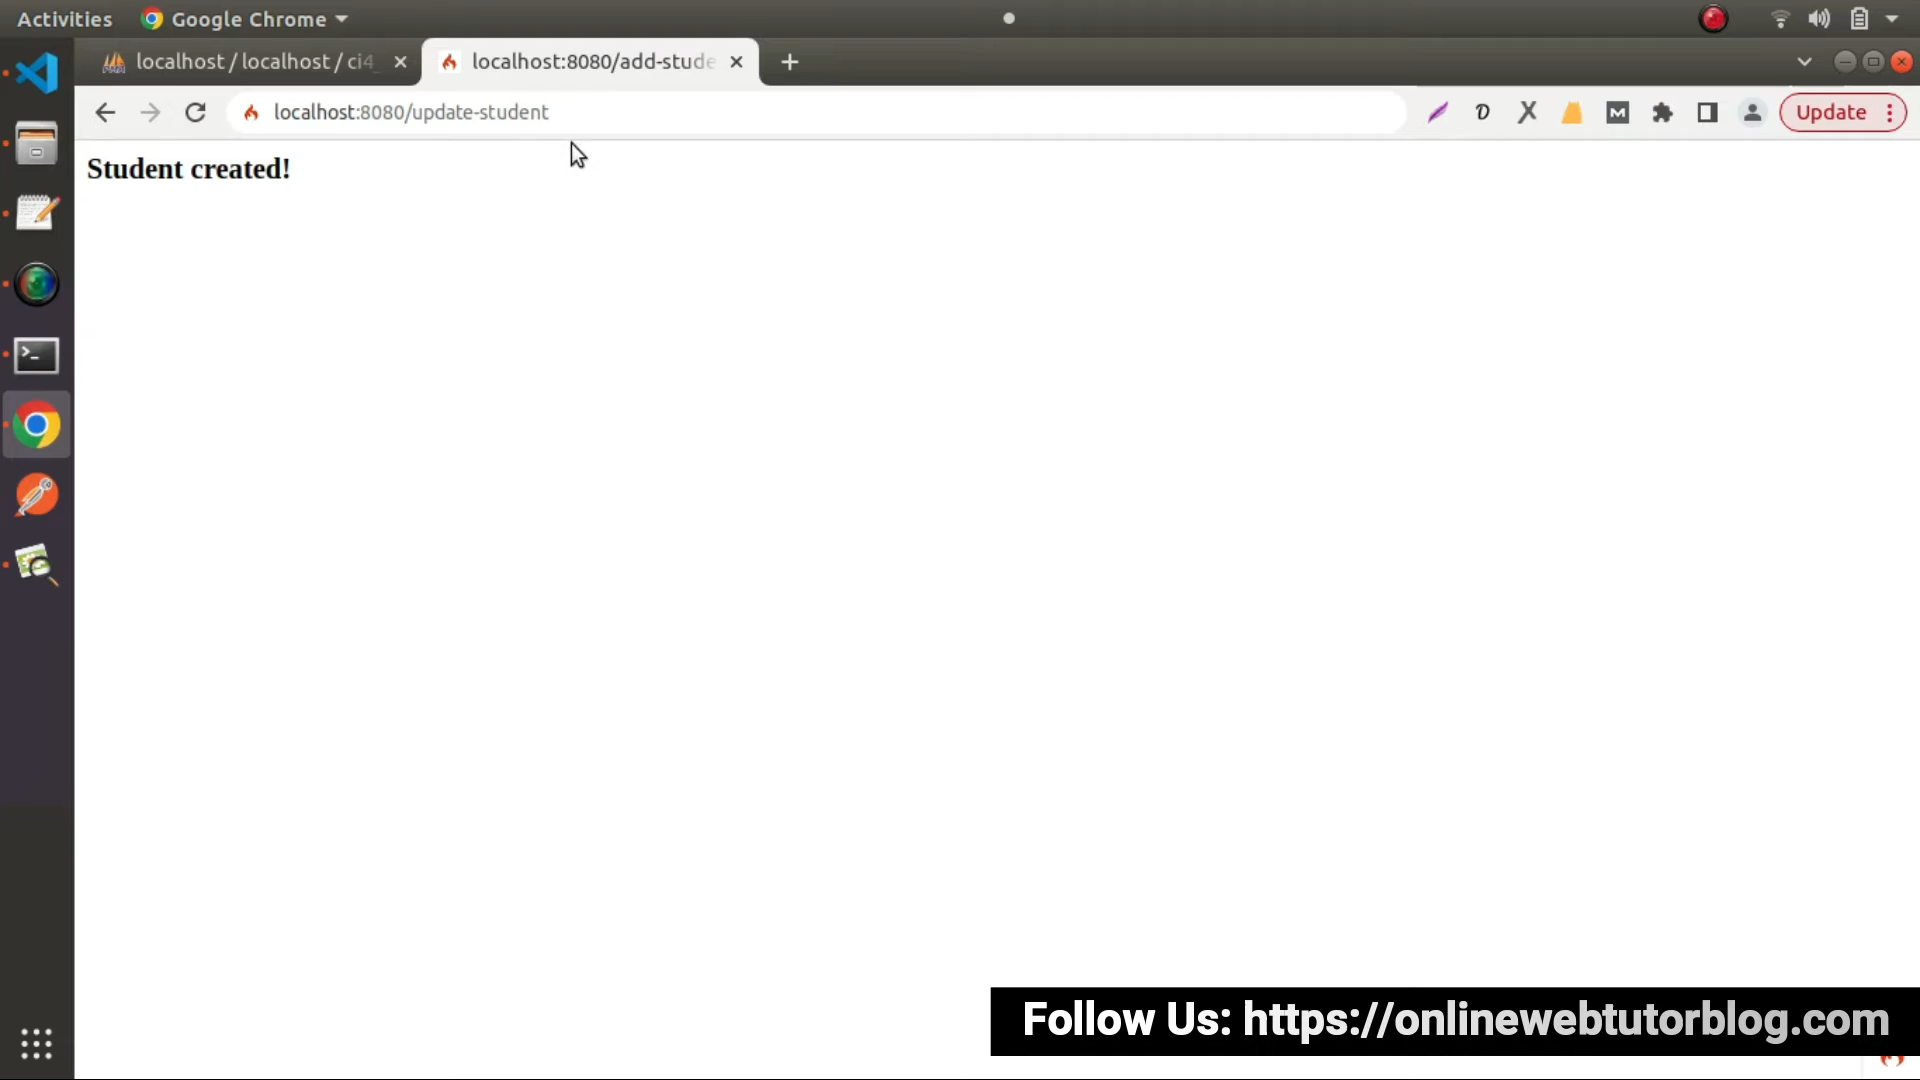 Activities
Google Chrome
localhost / localhost / ci4_
localhost:8080/add-stude
localhost:8080/update-student
Update
Student created!
Follow Us: https://onlinewebtutorblog.com